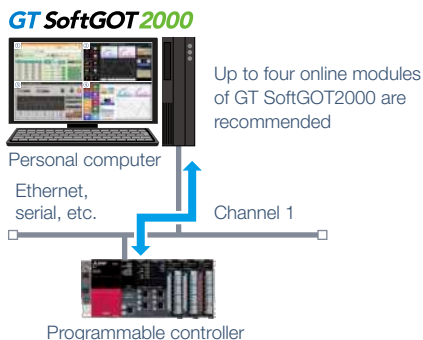 GT SoftGOT2000
Up to four online modules
of GT SoftGOT2000 are
recommended
Personal computer
Ethernet,
serial, etc.
Channel 1
Programmable controller